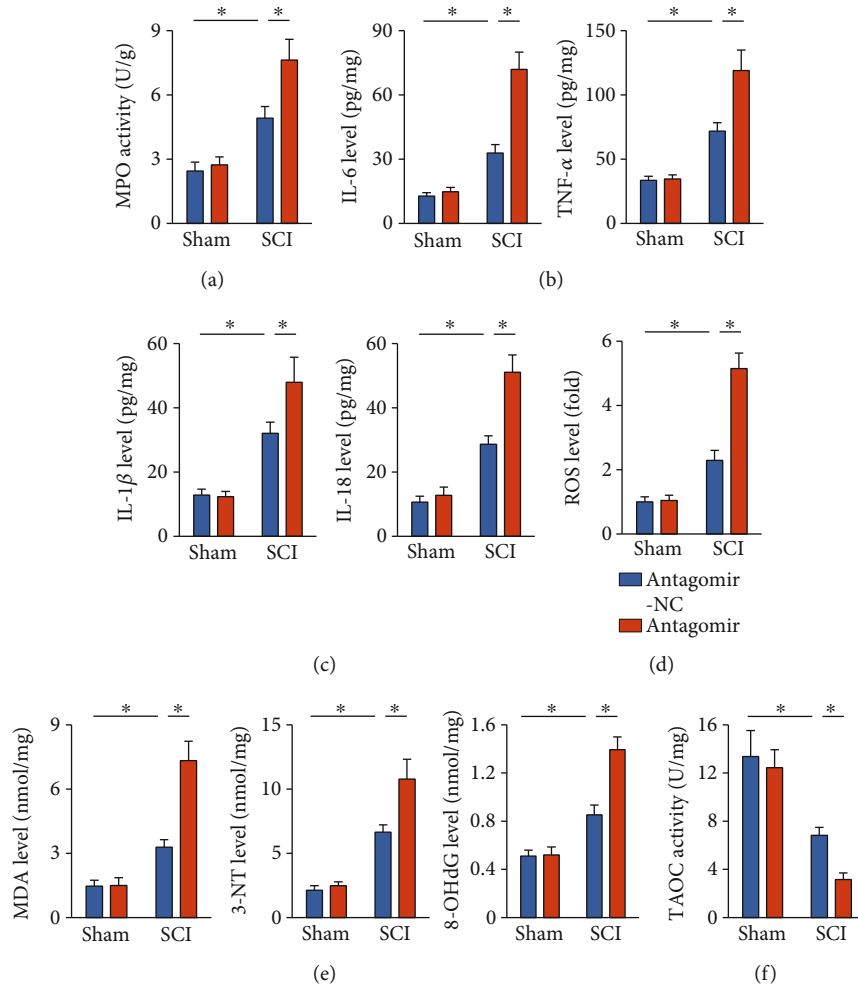 * *
MPO activity (U/g)
9
6
3
0
Sham SCI
(a)
* *
IL-6 level (pg/mg)
90
60
30
0
Sham SCI
* *
TNF-α level (pg/mg)
150
100
50
0
Sham SCI
(b)
* *
IL-1β level (pg/mg)
60
40
20
0
Sham SCI
* *
IL-18 level (pg/mg)
60
40
20
0
Sham SCI
(c)
* *
ROS level (fold)
6
4
2
0
Sham SCI
Antagomir
-NC
Antagomir
(d)
* *
MDA level (nmol/mg)
9
6
3
0
Sham SCI
* *
3-NT level (nmol/mg)
15
10
5
0
Sham SCI
* *
8-OHdG level (nmol/mg)
1.6
1.2
0.8
0.4
0
Sham SCI
(e)
* *
TAOC activity (U/mg)
16
12
8
4
0
Sham SCI
(f)